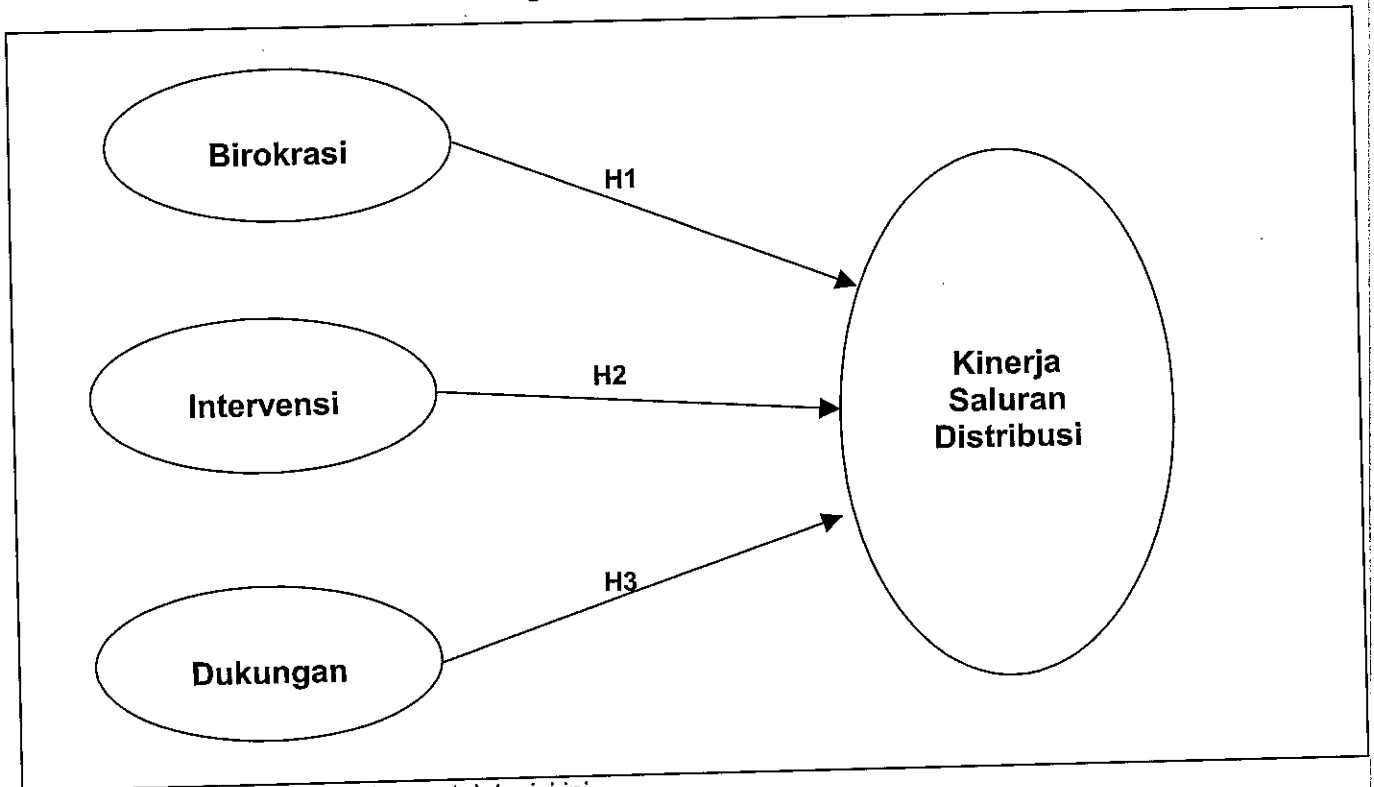 Birokrasi
H1
Intervensi
H2
Kinerja
Saluran
Distribusi
H3
Dukungan